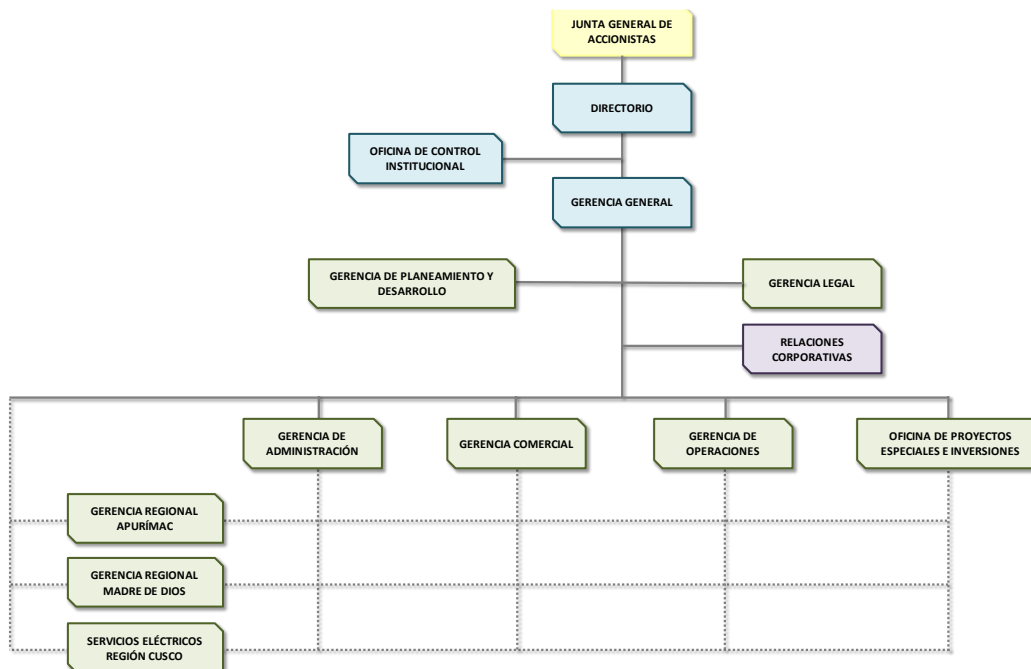 JUNTA GENERAL DE
ACCIONISTAS
DIRECTORIO
OFICINA DE CONTROL
INSTITUCIONAL
GERENCIA GENERAL
GERENCIA DE PLANEAMIENTO Y
DESARROLLO
GERENCIA LEGAL
RELACIONES
CORPORATIVAS
GERENCIA DE
ADMINISTRACIÓN
GERENCIA COMERCIAL
GERENCIA DE
OPERACIONES
OFICINA DE PROYECTOS
ESPECIALES E INVERSIONES
GERENCIA REGIONAL
APURÍMAC
GERENCIA REGIONAL
MADRE DE DIOS
SERVICIOS ELÉCTRICOS
REGIÓN CUSCO